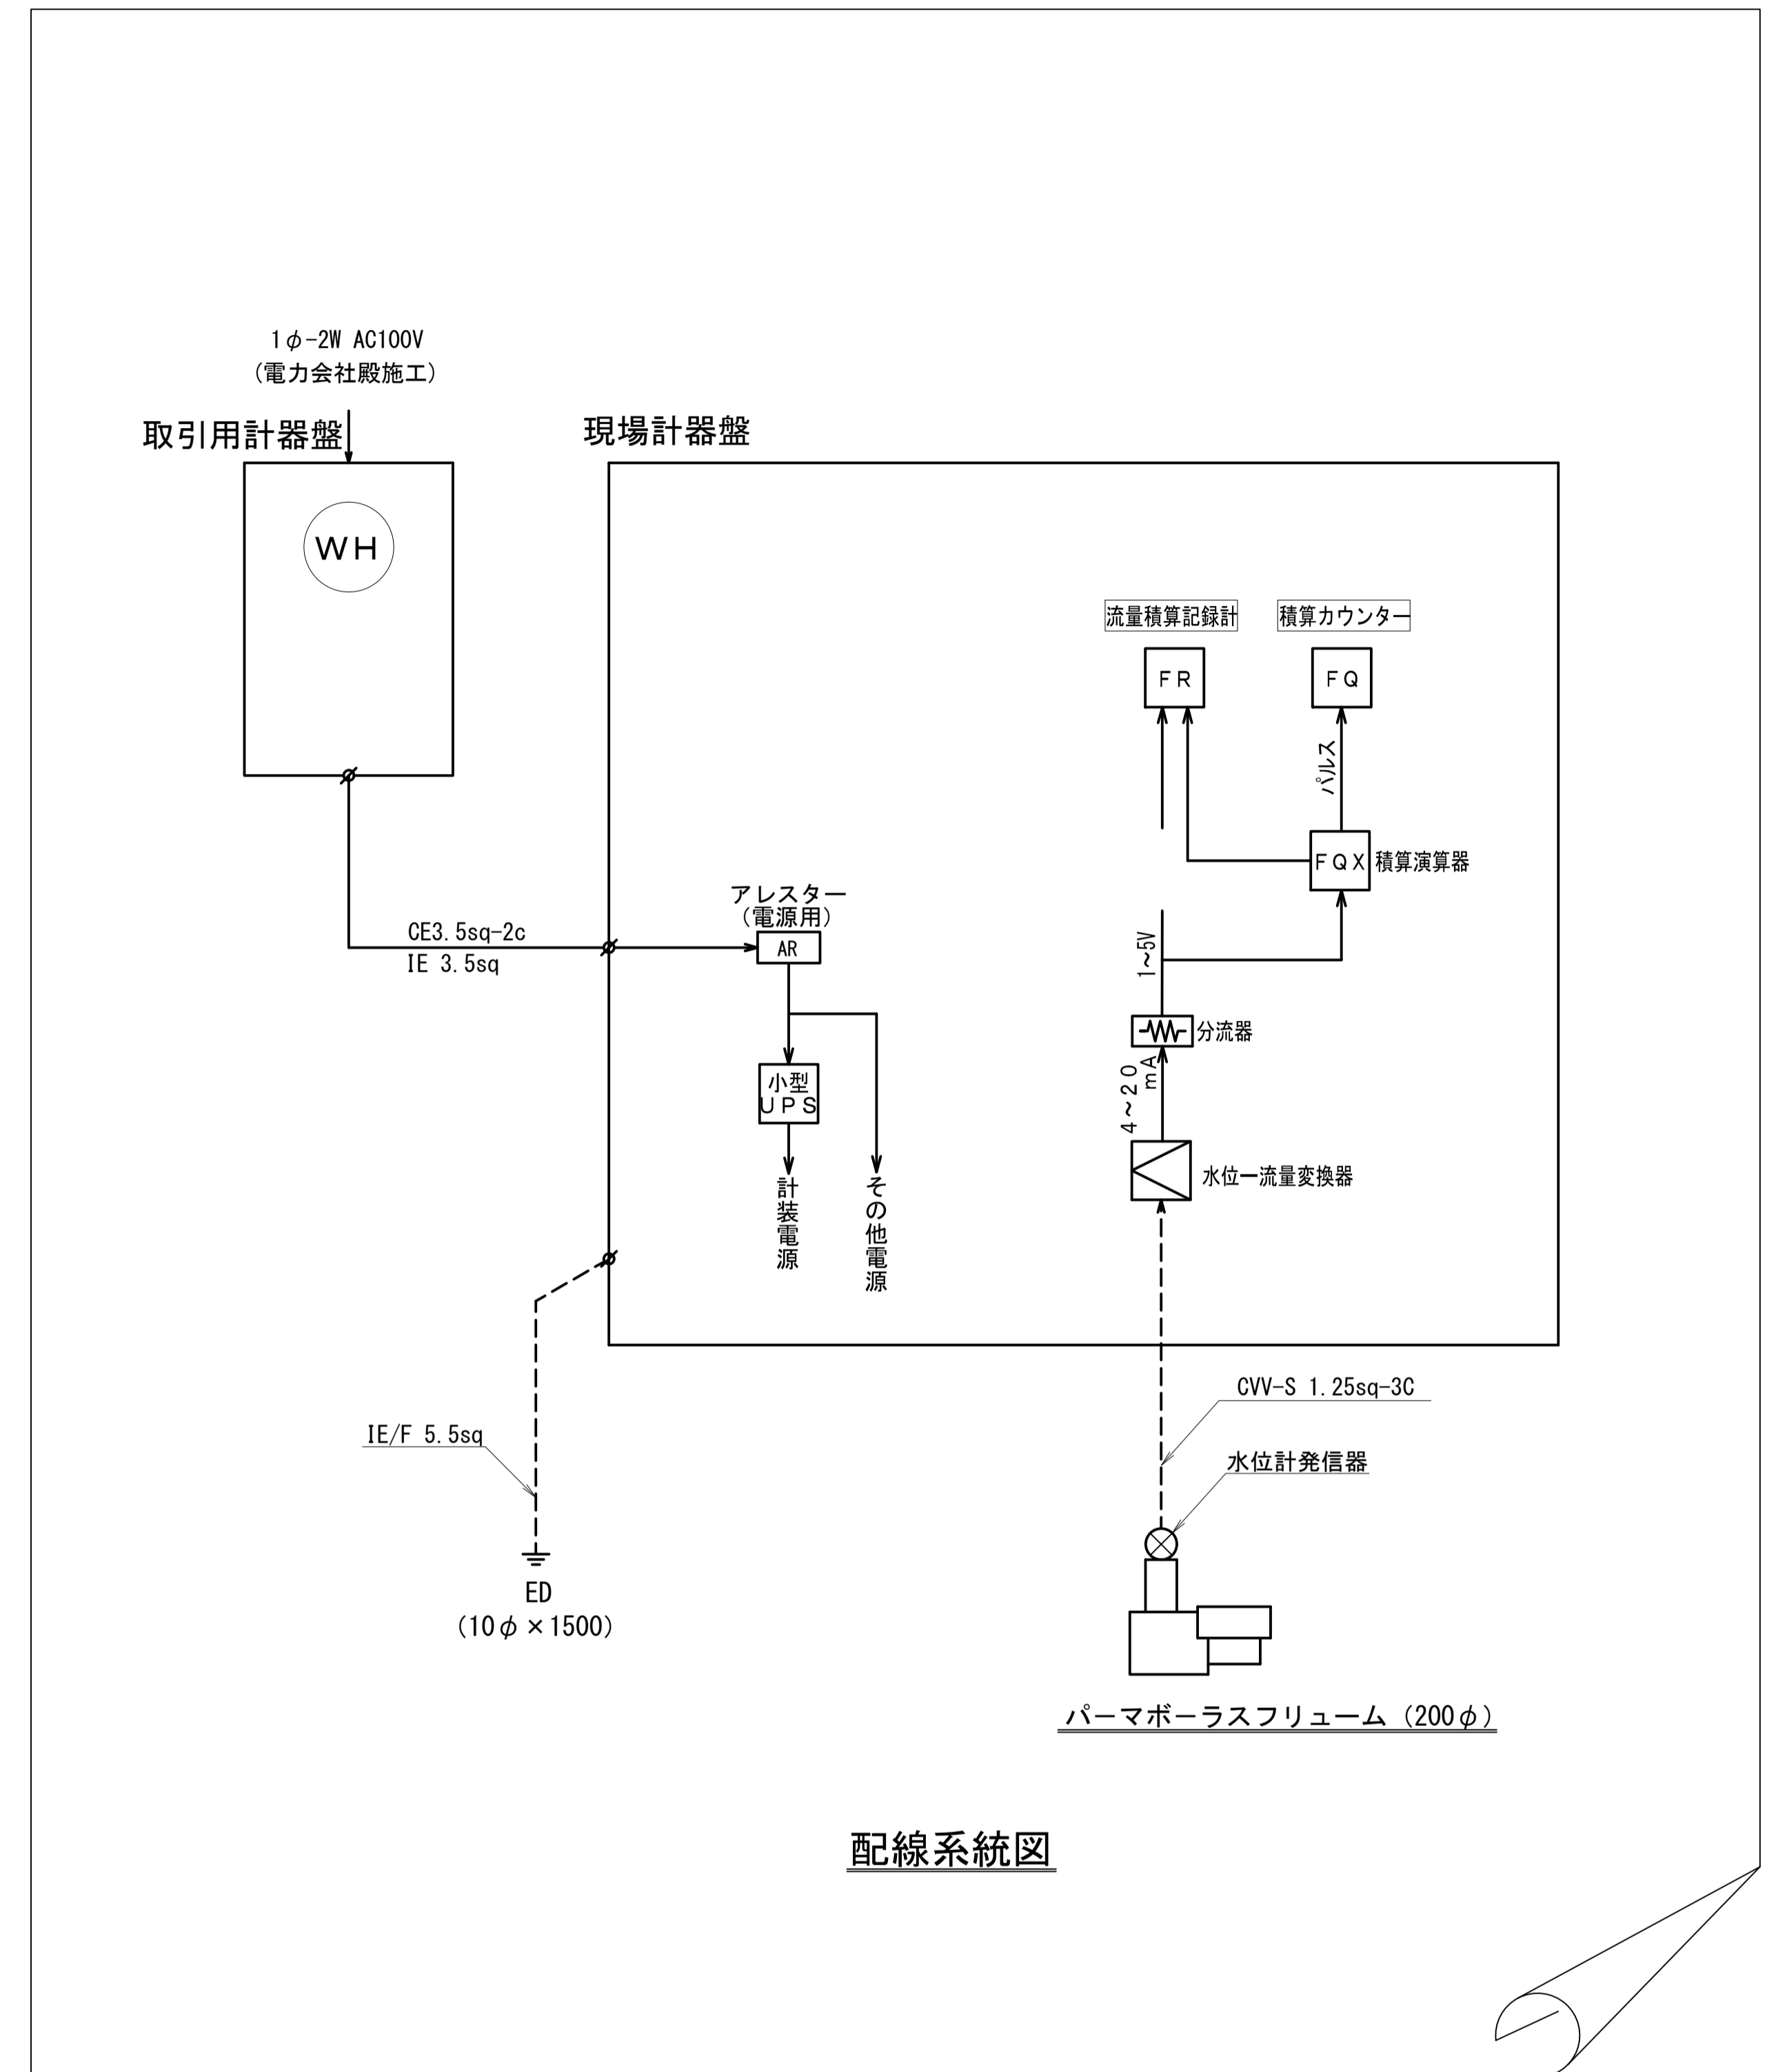 1φ-2W AC100V
(電力会社殿施工)
取引用計器盤
現場計器盤
WH
流量積算記録計
積算カウンター
FR
FQ
パルス
FQX
積算演算器
アレスター
(電源用)
AR
CE3.5sq-2c
IE 3.5sq
1~5V
分流器
4~20
mA
小型
UPS
水位ー流量変換器
計装電源
その他電源
CVV-S 1.25sq-3C
IE/F 5.5sq
水位計発信器
ED
(10φ×1500)
パーマボーラスフリューム(200φ)
配線系統図